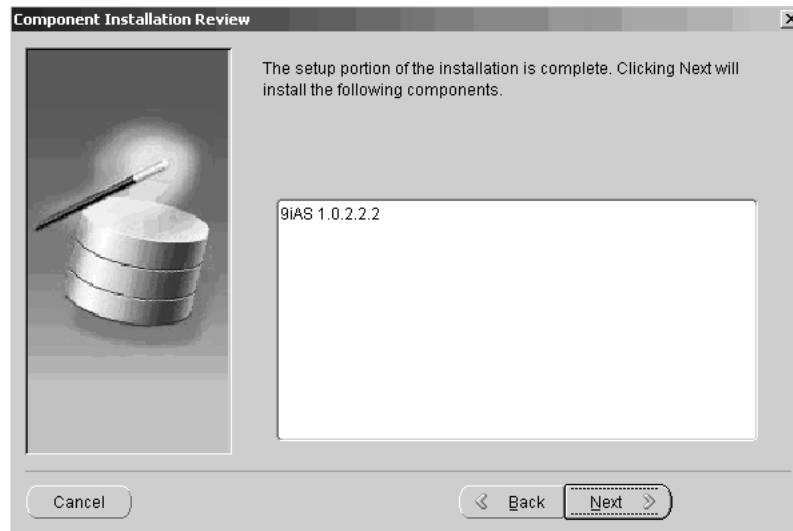 Component Installation Review
The setup portion of the installation is complete. Clicking Next will
install the following components.
9iAS 1.0.2.2.2
Cancel
Back
Next